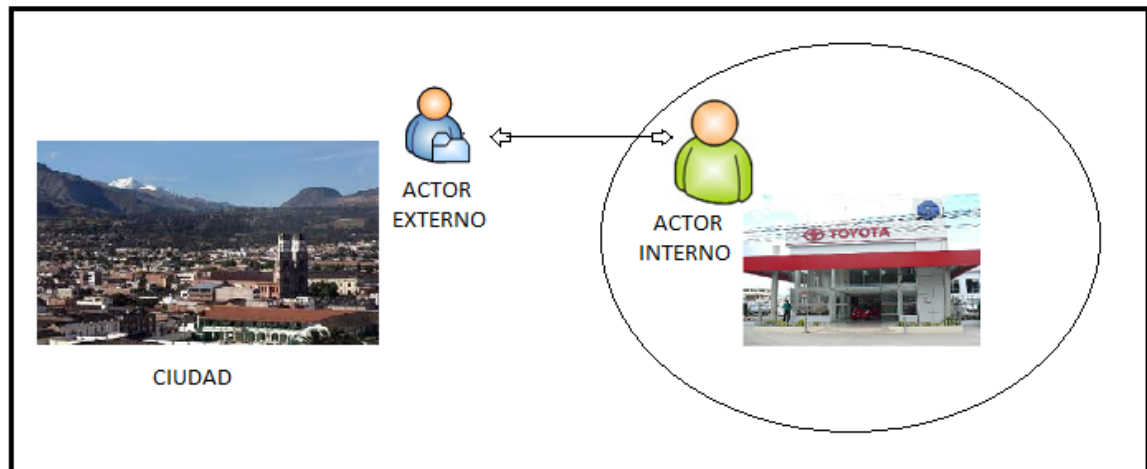 ACTOR
EXTERNO
ACTOR
INTERNO
TOYOTA
CIUDAD